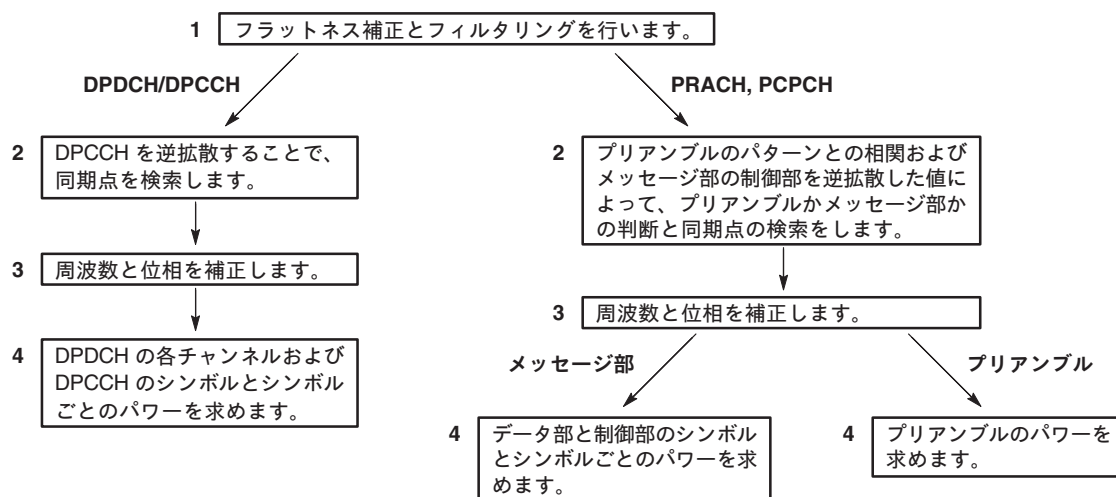 1 フラットネス補正とフィルタリングを行います。
DPDCH/DPCCH
PRACH, PCPCH
2 DPCCH を逆拡散することで、
同期点を検索します。
2 プリアンブルのパターンとの相関および
メッセージ部の制御部を逆拡散した値に
よって、プリアンブルかメッセージ部か
の判断と同期点の検索をします。
3 周波数と位相を補正します。
3 周波数と位相を補正します。
4 DPDCH の各チャンネルおよび
DPCCH のシンボルとシンボル
ごとのパワーを求めます。
メッセージ部
プリアンブル
4 データ部と制御部のシンボル
とシンボルごとのパワーを求
めます。
4 プリアンブルのパワーを
求めます。